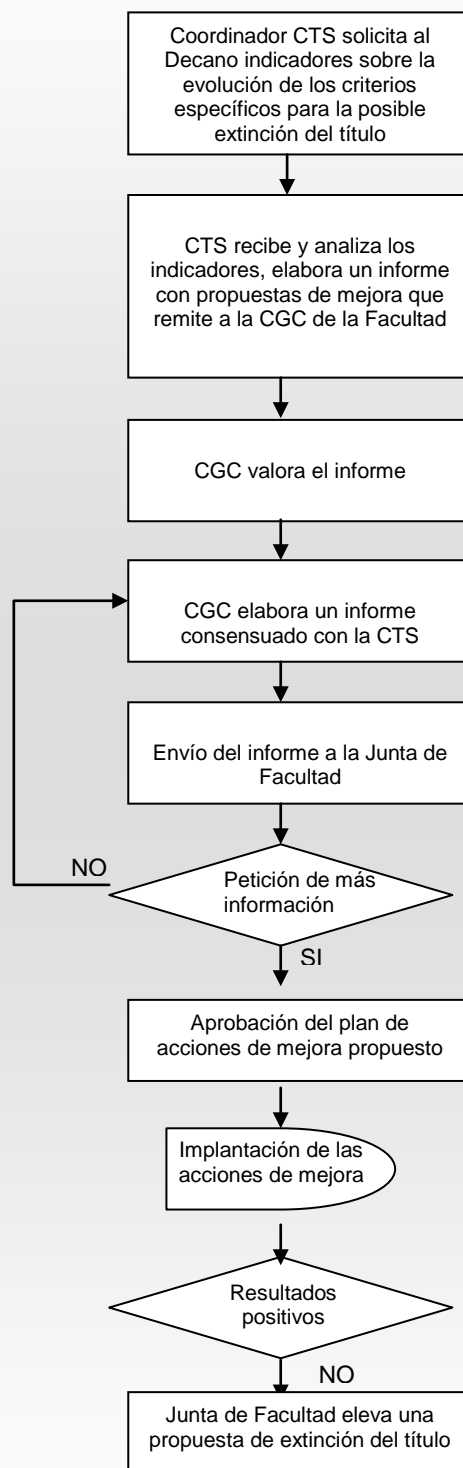 Coordinador CTS solicita al
Decano indicadores sobre la
evolución de los criterios
específicos para la posible
extinción del título
CTS recibe y analiza los
indicadores, elabora un informe
con propuestas de mejora que
remite a la CGC de la Facultad
CGC valora el informe
CGC elabora un informe
consensuado con la CTS
Envío del informe a la Junta de
Facultad
NO
Petición de más
información
SI
Aprobación del plan de
acciones de mejora propuesto
Implantación de las
acciones de mejora
Resultados
positivos
NO
Junta de Facultad eleva una
propuesta de extinción del título